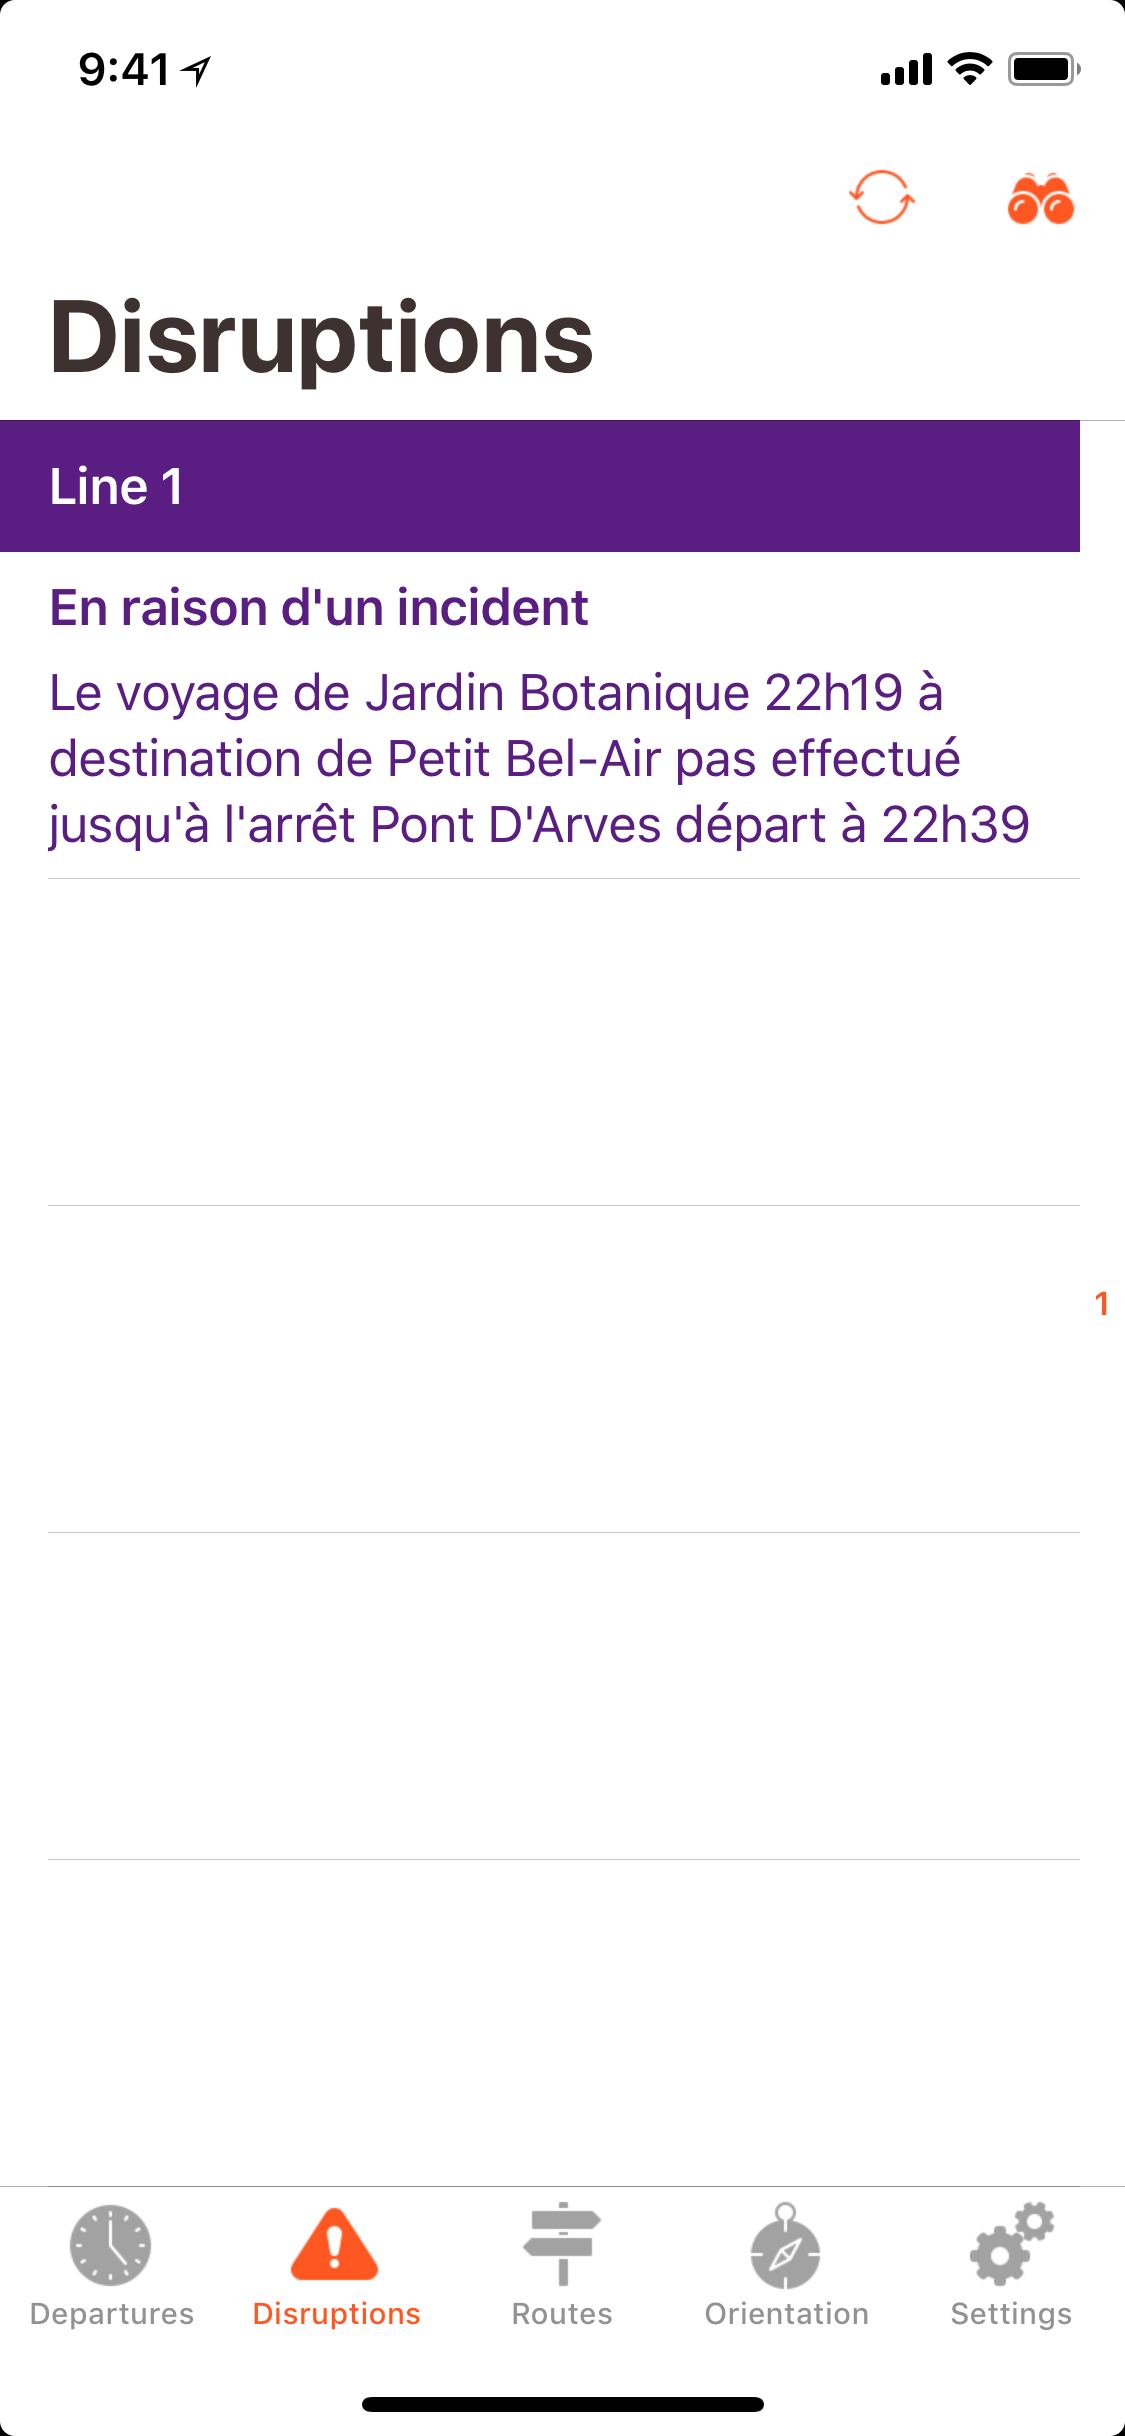 9:41
Disruptions
Line 1
En raison d'un incident
Le voyage de Jardin Botanique 22h19 à
destination de Petit Bel-Air pas effectué
jusqu'à l'arrêt Pont D'Arves départ à 22h39
1
Departures
Disruptions
Routes
Orientation
Settings